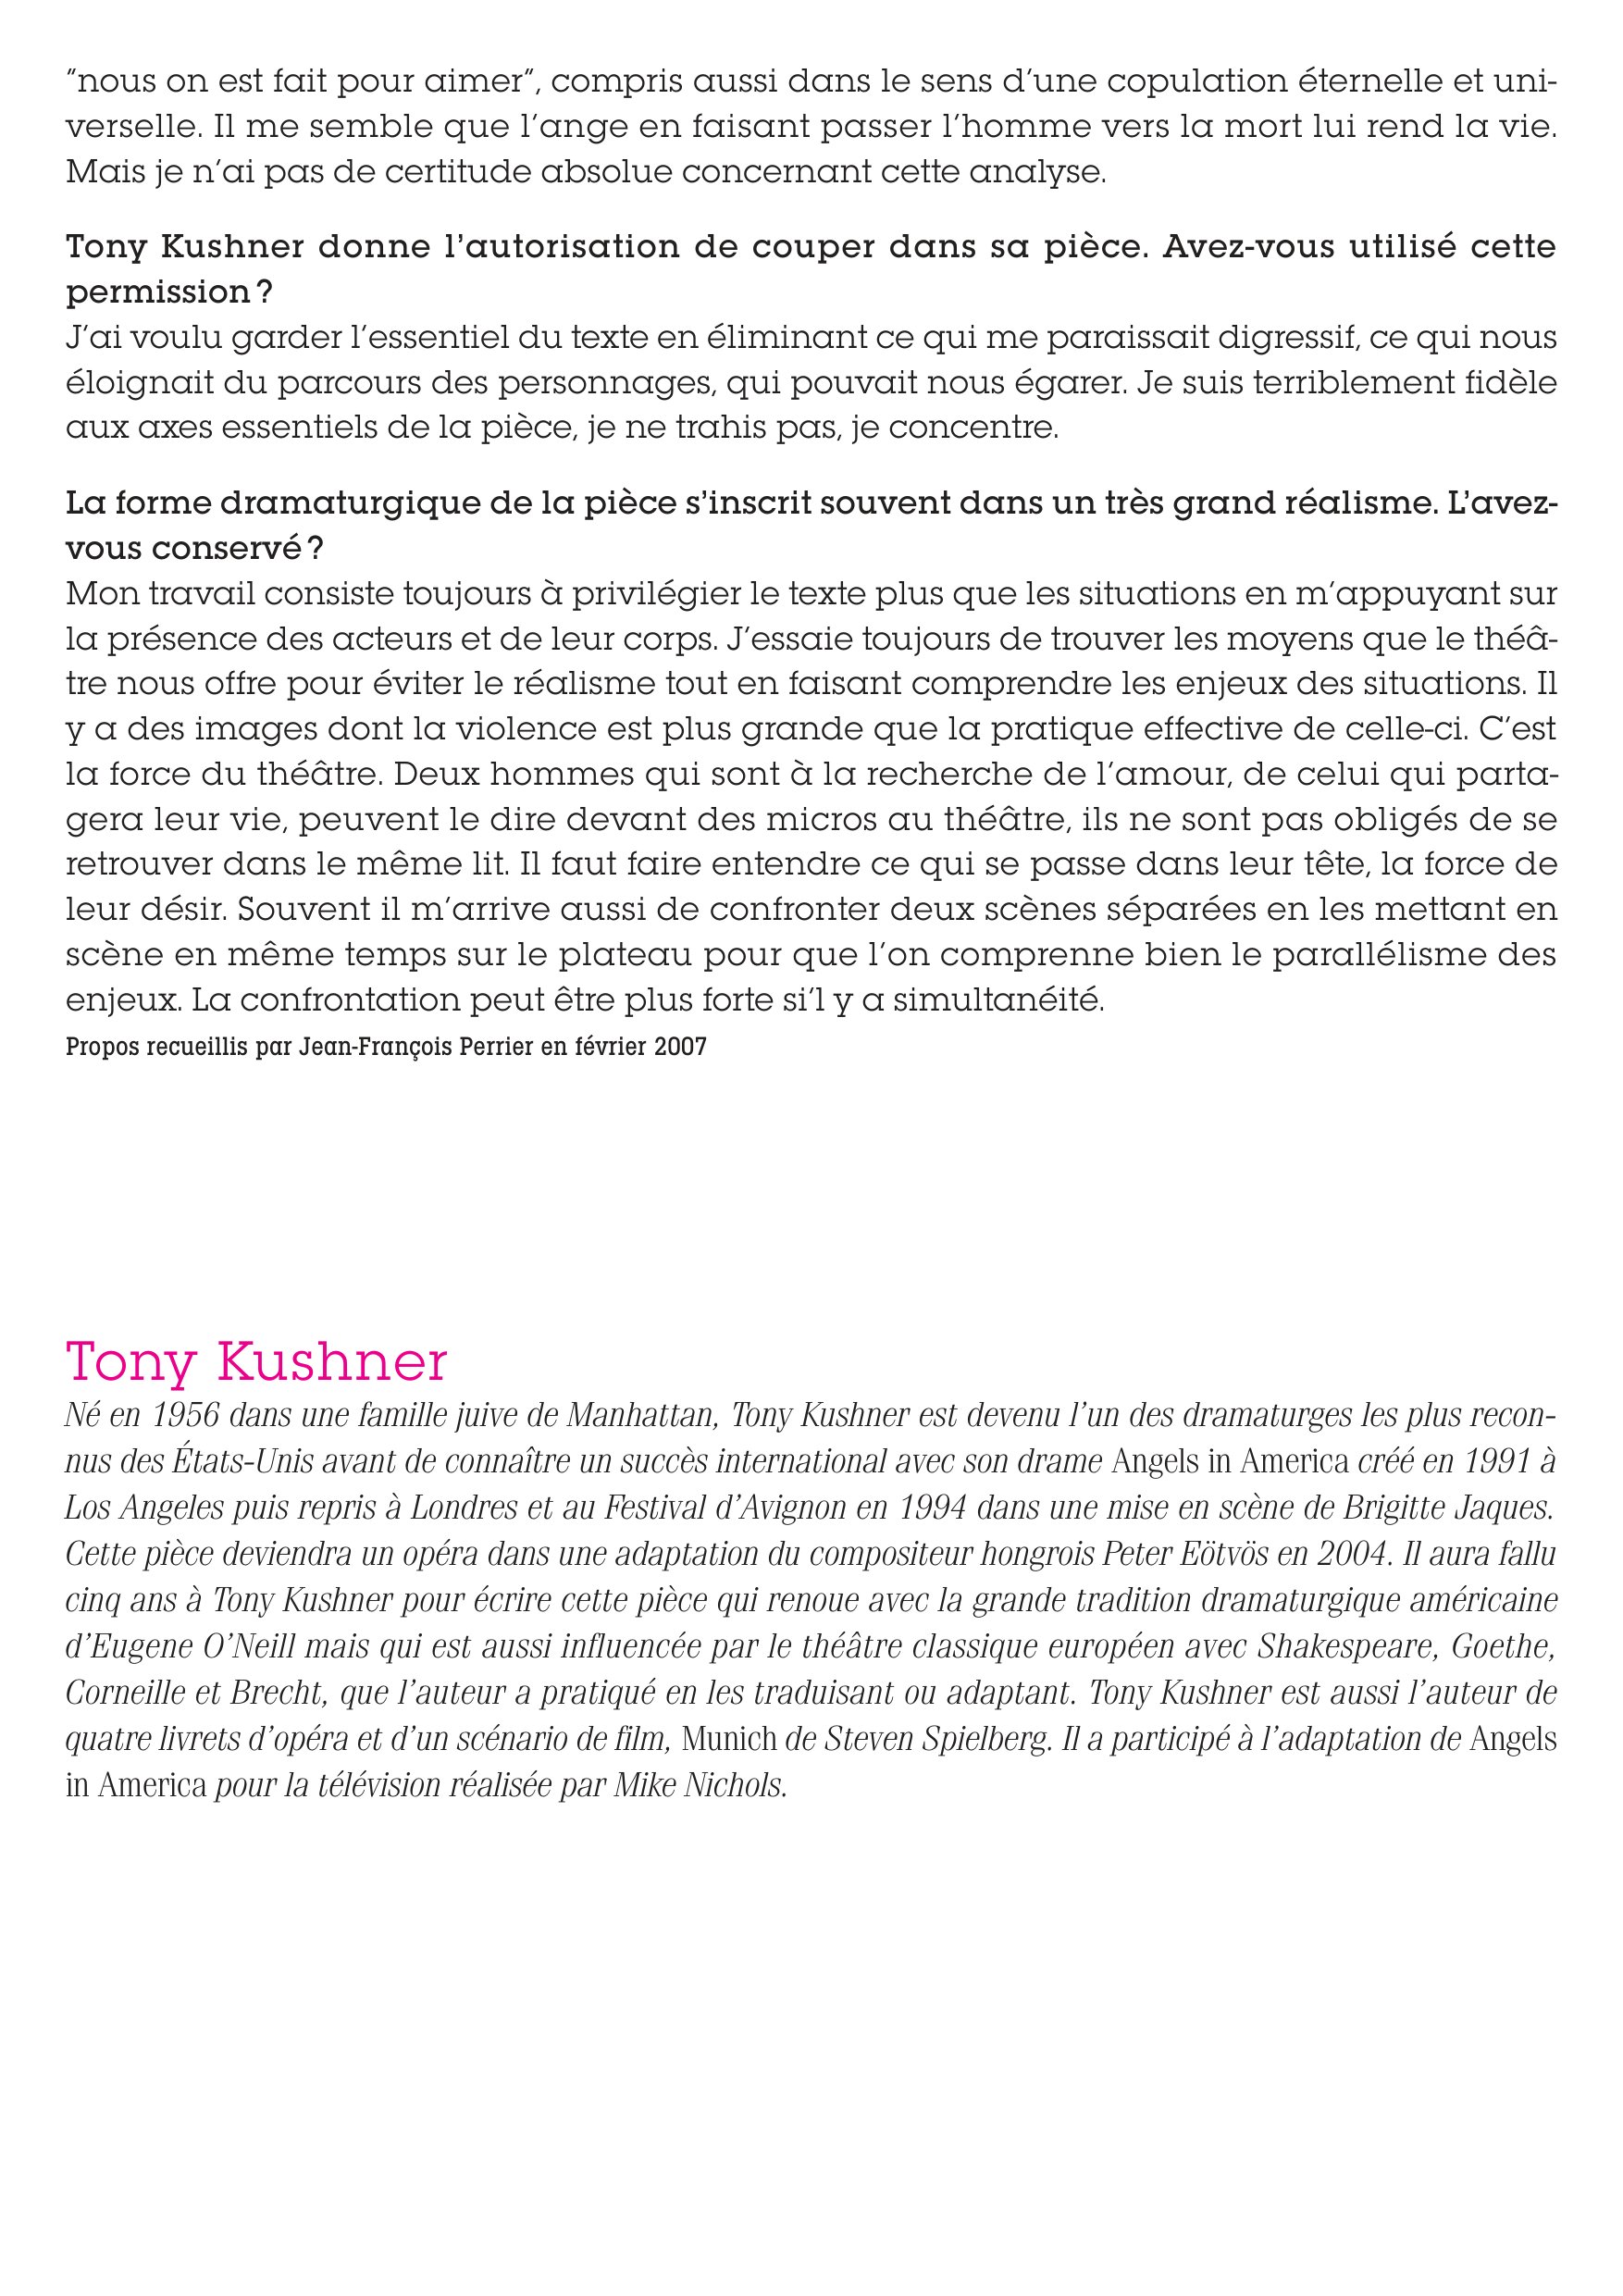 ”nous on est fait pour aimer”, compris aussi dans le sens d’une copulation éternelle et uni-
verselle. Il me semble que l’ange en faisant passer l’homme vers la mort lui rend la vie.
Mais je n’ai pas de certitude absolue concernant cette analyse.
Tony Kushner donne l’autorisation de couper dans sa pièce. Avez-vous utilisé cette
permission ?
J’ai voulu garder l’essentiel du texte en éliminant ce qui me paraissait digressif, ce qui nous
éloignait du parcours des personnages, qui pouvait nous égarer. Je suis terriblement fidèle
aux axes essentiels de la pièce, je ne trahis pas, je concentre.
La forme dramaturgique de la pièce s’inscrit souvent dans un très grand réalisme. L’avez-
vous conservé ?
Mon travail consiste toujours à privilégier le texte plus que les situations en m’appuyant sur
la présence des acteurs et de leur corps. J’essaie toujours de trouver les moyens que le théâ-
tre nous offre pour éviter le réalisme tout en faisant comprendre les enjeux des situations. Il
y a des images dont la violence est plus grande que la pratique effective de celle-ci. C’est
la force du théâtre. Deux hommes qui sont à la recherche de l’amour, de celui qui parta-
gera leur vie, peuvent le dire devant des micros au théâtre, ils ne sont pas obligés de se
retrouver dans le même lit. Il faut faire entendre ce qui se passe dans leur tête, la force de
leur désir. Souvent il m’arrive aussi de confronter deux scènes séparées en les mettant en
scène en même temps sur le plateau pour que l’on comprenne bien le parallélisme des
enjeux. La confrontation peut être plus forte si’l y a simultanéité.
Propos recueillis par Jean-François Perrier en février 2007
Tony Kushner
Né en 1956 dans une famille juive de Manhattan, Tony Kushner est devenu l’un des dramaturges les plus recon-
nus des États-Unis avant de connaître un succès international avec son drame Angels in America créé en 1991 à
Los Angeles puis repris à Londres et au Festival d’Avignon en 1994 dans une mise en scène de Brigitte Jaques.
Cette pièce deviendra un opéra dans une adaptation du compositeur hongrois Peter Eötvös en 2004. Il aura fallu
cinq ans à Tony Kushner pour écrire cette pièce qui renoue avec la grande tradition dramaturgique américaine
d’Eugene O’Neill mais qui est aussi influencée par le théâtre classique européen avec Shakespeare, Goethe,
Corneille et Brecht, que l’auteur a pratiqué en les traduisant ou adaptant. Tony Kushner est aussi l’auteur de
quatre livrets d’opéra et d’un scénario de film, Munich de Steven Spielberg. Il a participé à l’adaptation de Angels
in America pour la télévision réalisée par Mike Nichols.